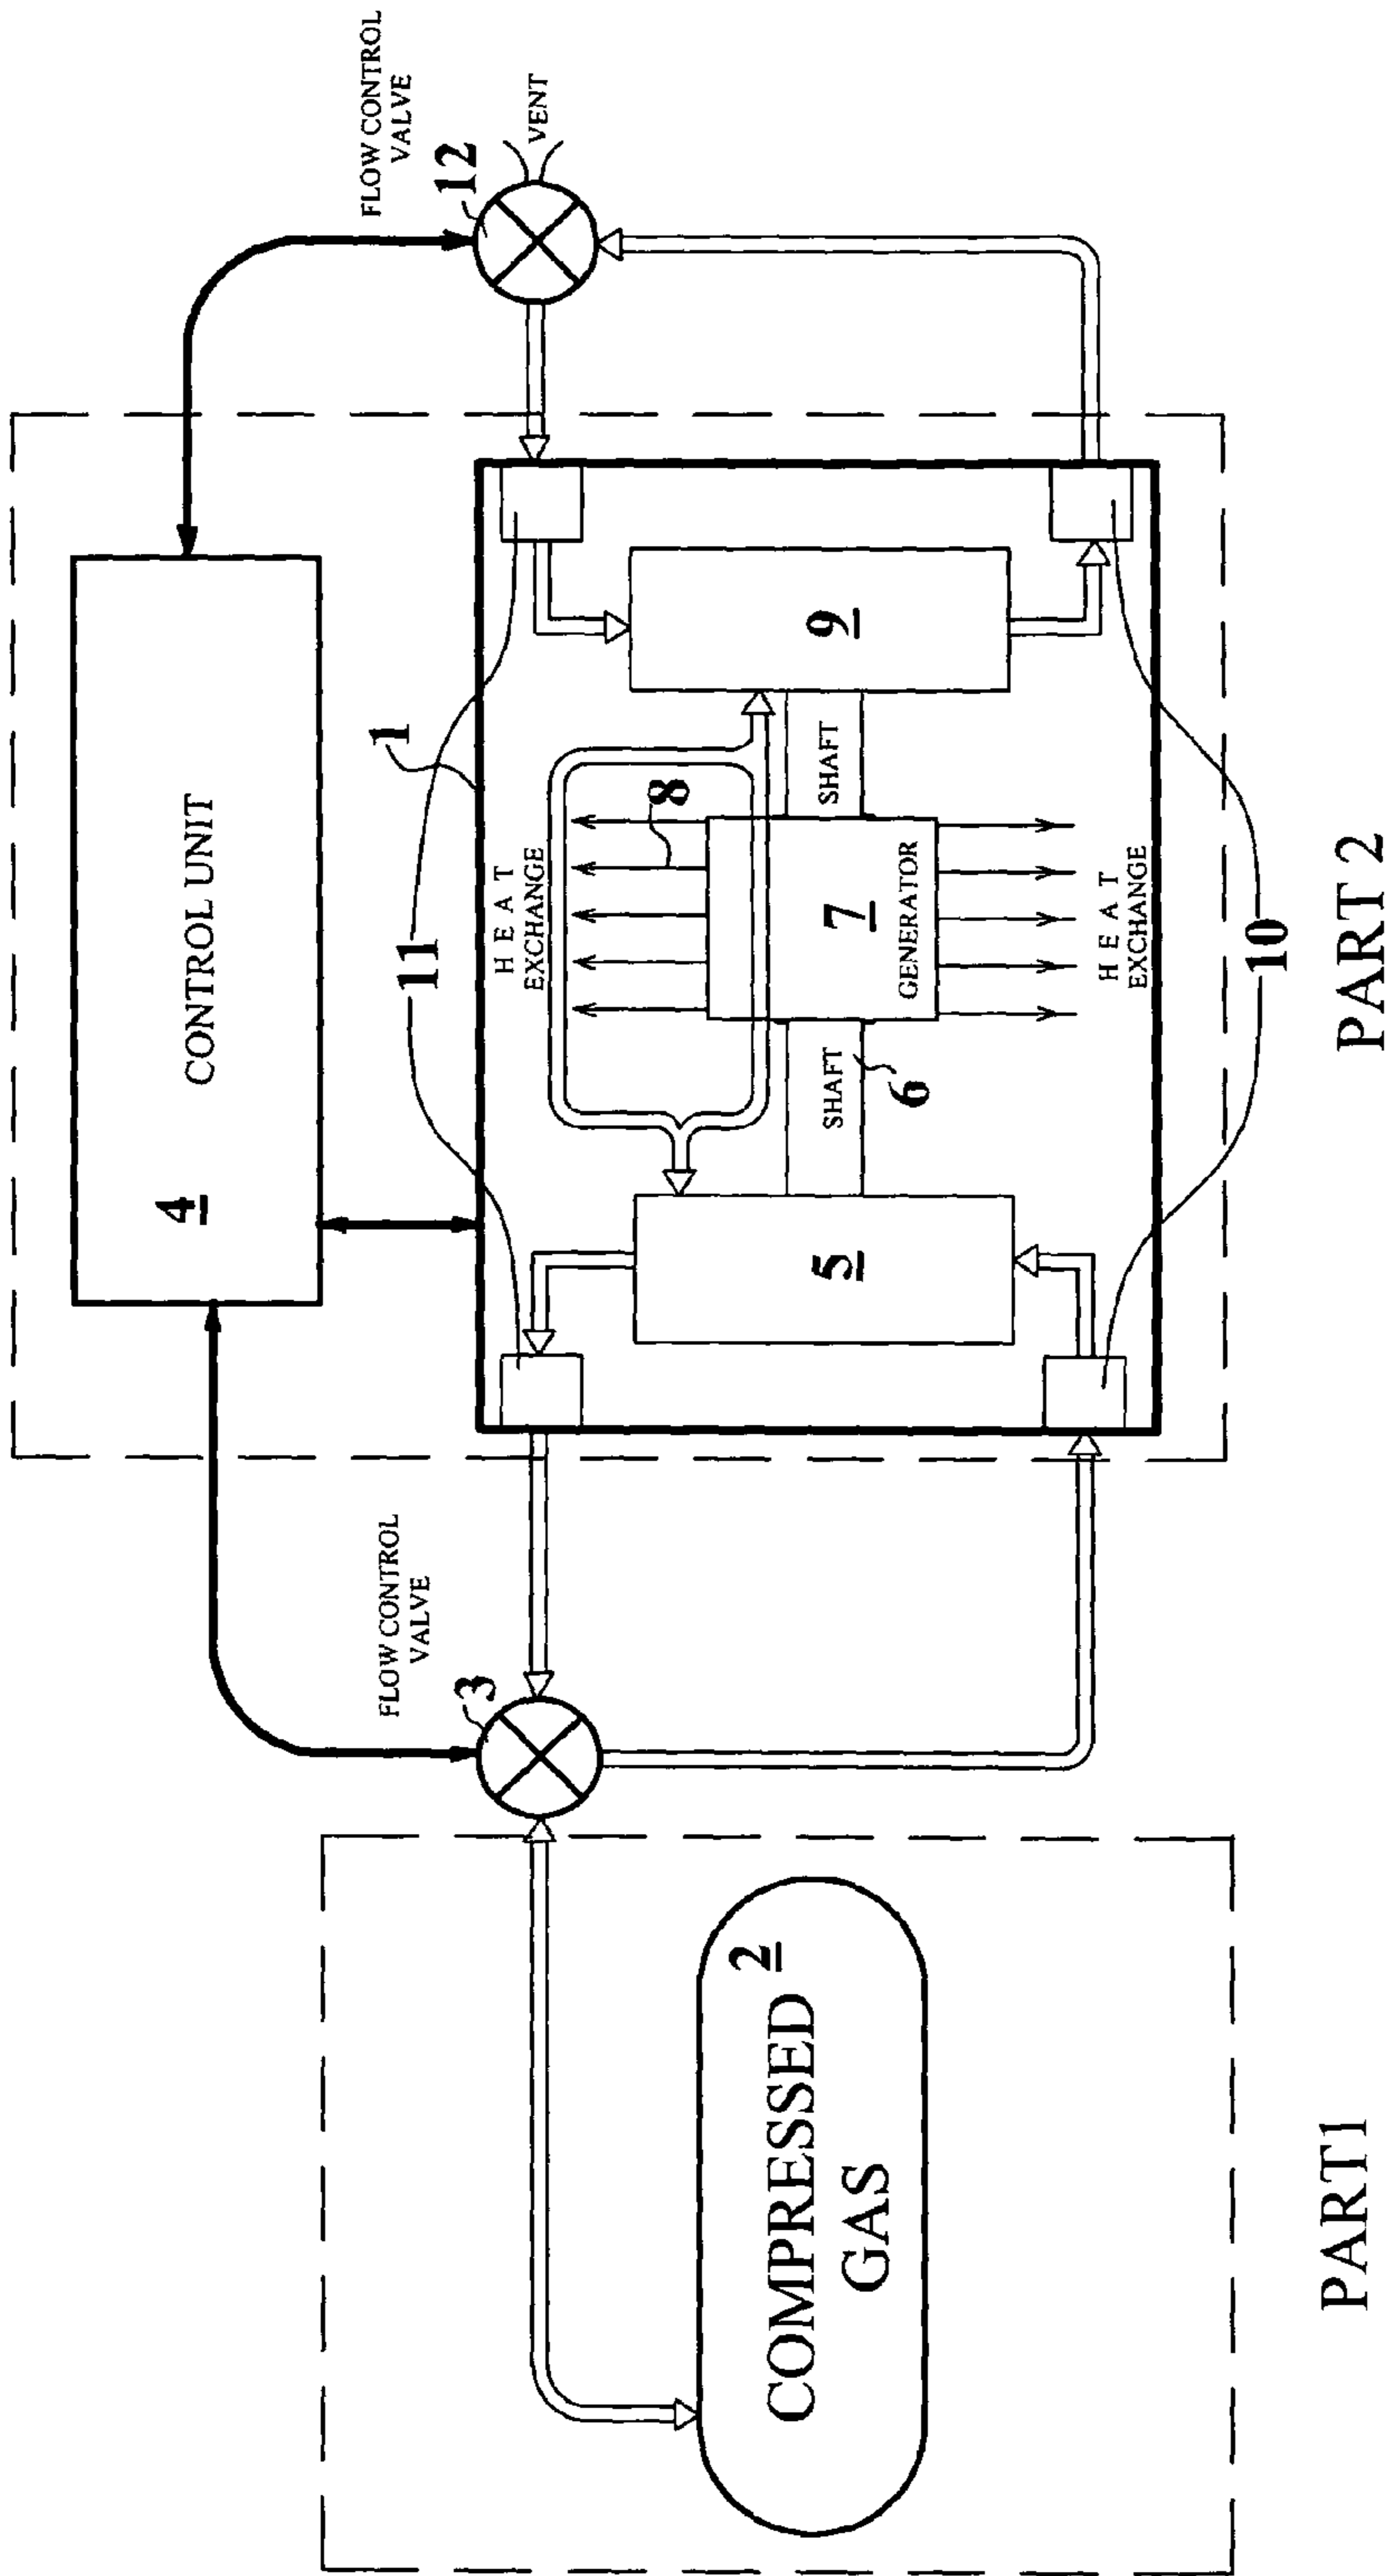 FLOW CONTROL
VALVE
12
VENT
CONTROL UNIT
4
11
1
HEAT
EXCHANGE
8
9
SHAFT
7
GENERATOR
SHAFT
6
5
HEAT
EXCHANGE
10
FLOW CONTROL
VALVE
3
2
COMPRESSED
GAS
PART1
PART 2